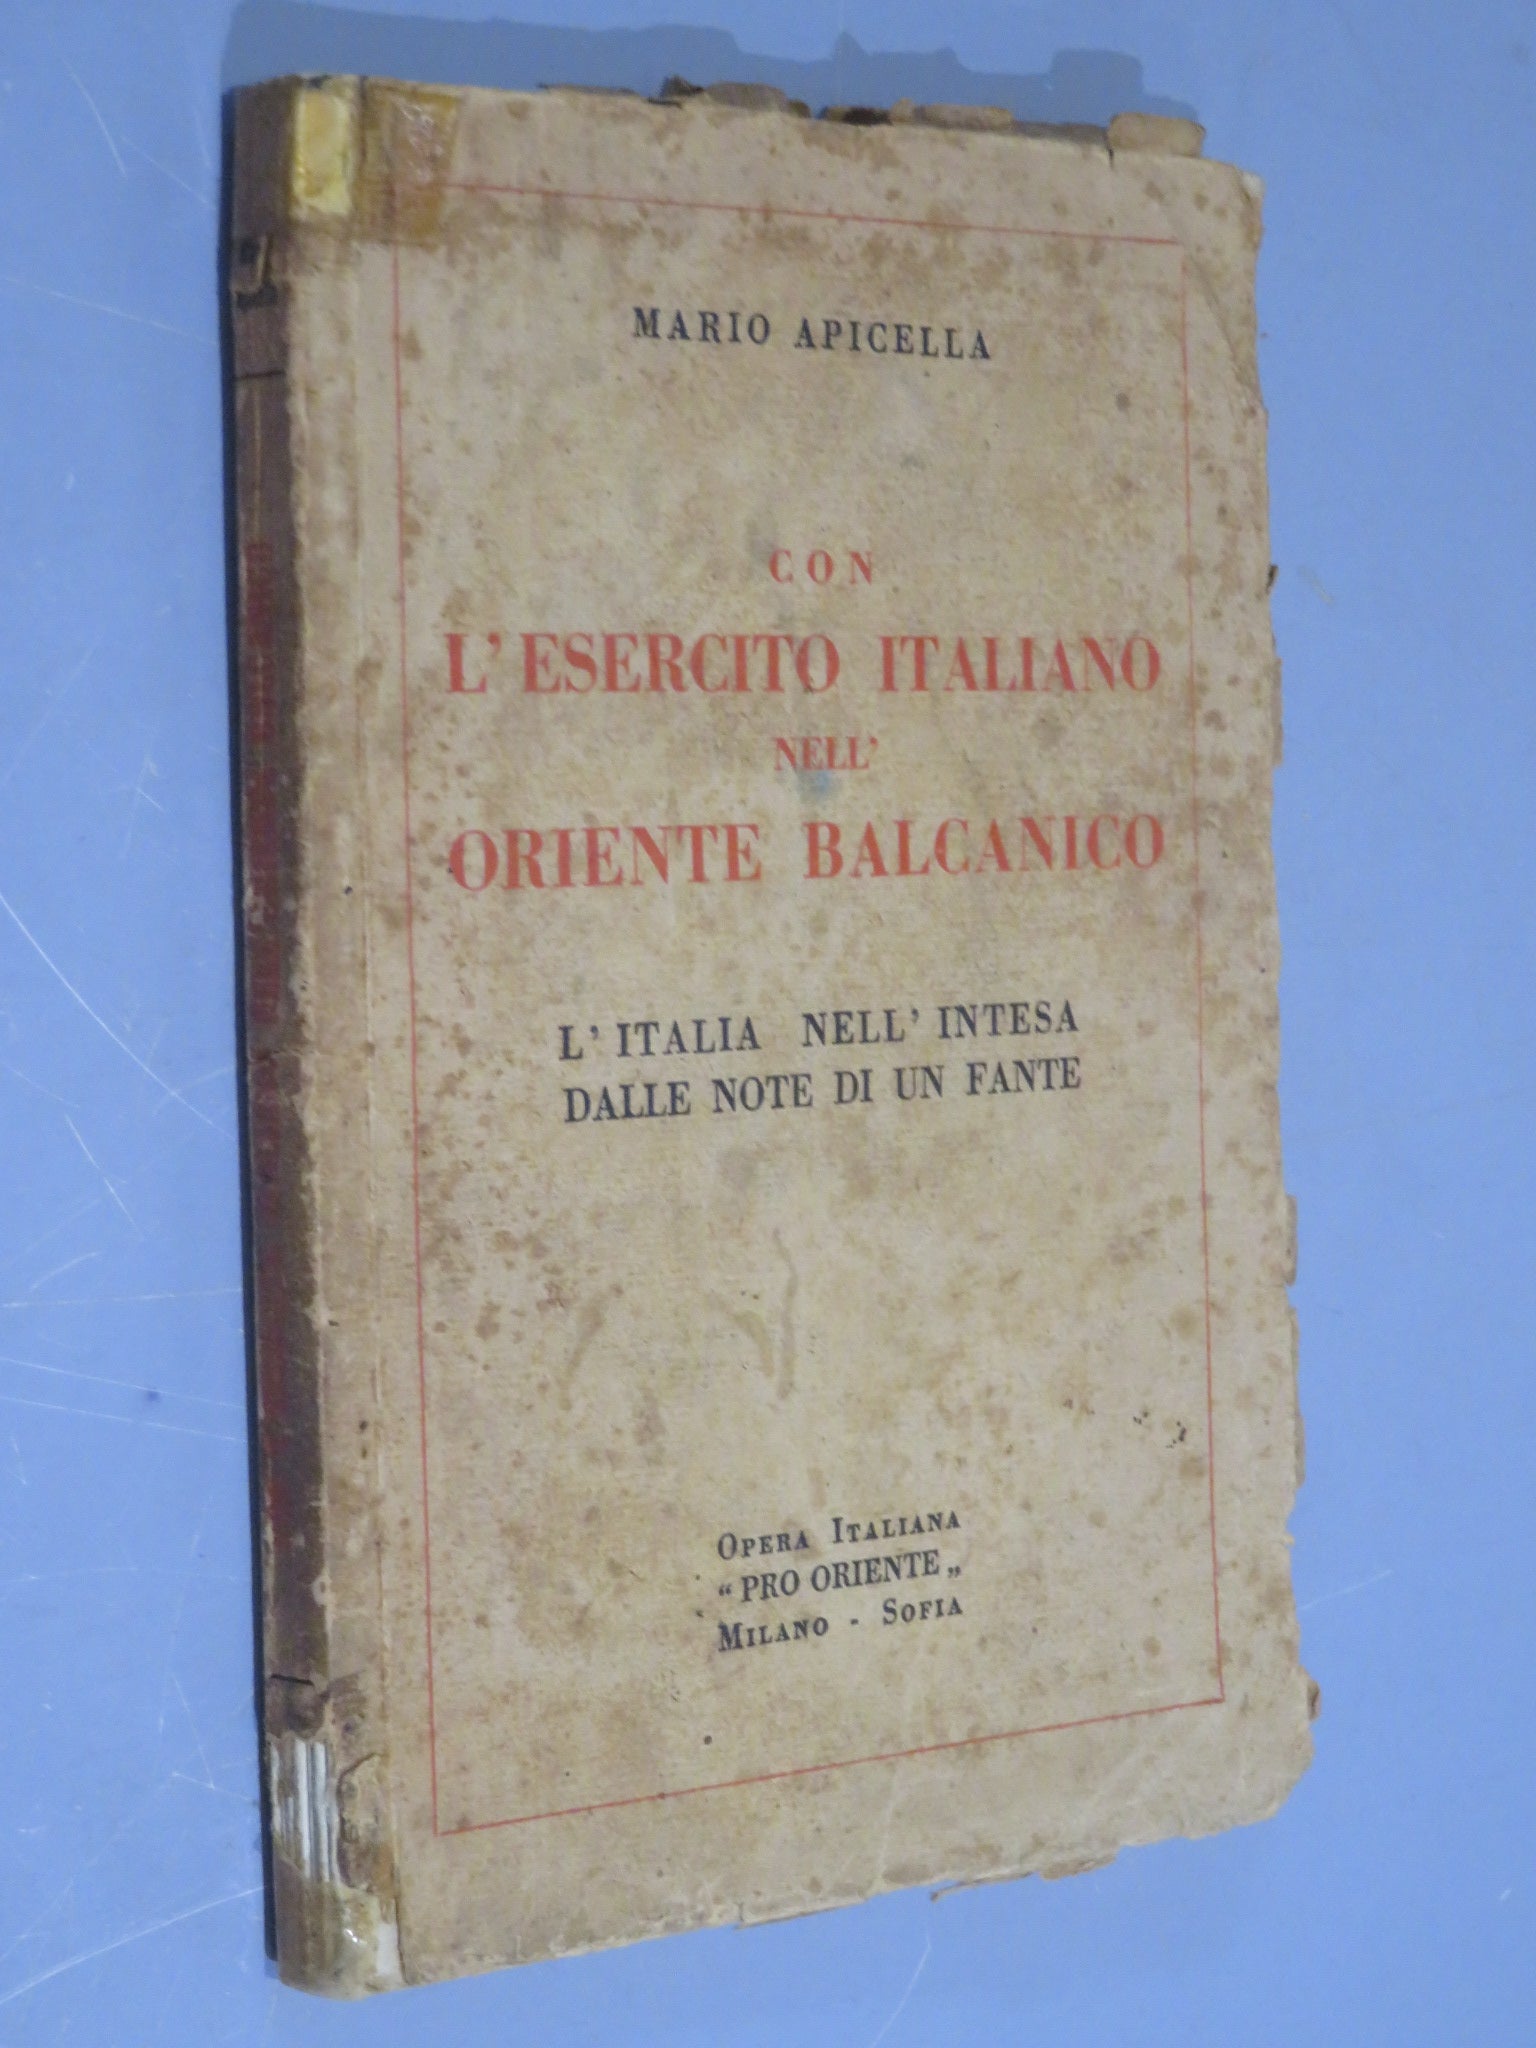 MARIO APICELLA
CON
L'ESERCITO ITALIANO
NELL'
ORIENTE BALCANICO
L'ITALIA NELL'INTESA
DALLE NOTE DI UN FANTE
OPERA ITALIANA
“PRO ORIENTE„
MILANO - SOFIA